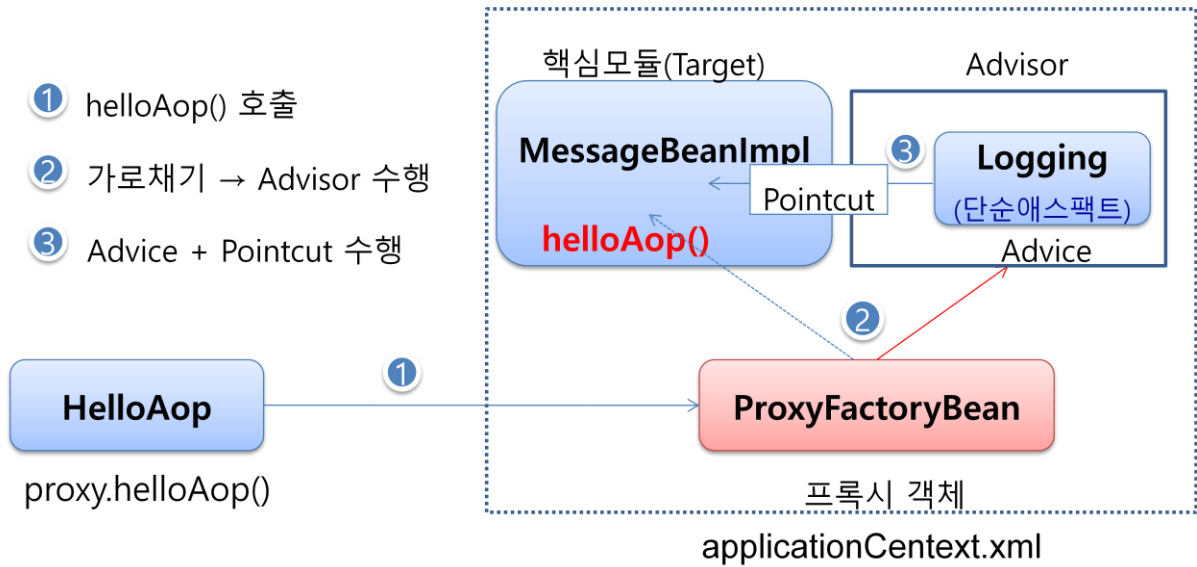 ① helloAop() 호출
② 가로채기 → Advisor 수행
③ Advice + Pointcut 수행
핵심모듈(Target)
Advisor
MessageBeanImpl
helloAop()
③
Pointcut
Logging
(단순애스팩트)
Advice
②
①
HelloAop
ProxyFactoryBean
proxy.helloAop()
프록시 객체
applicationCentext.xml